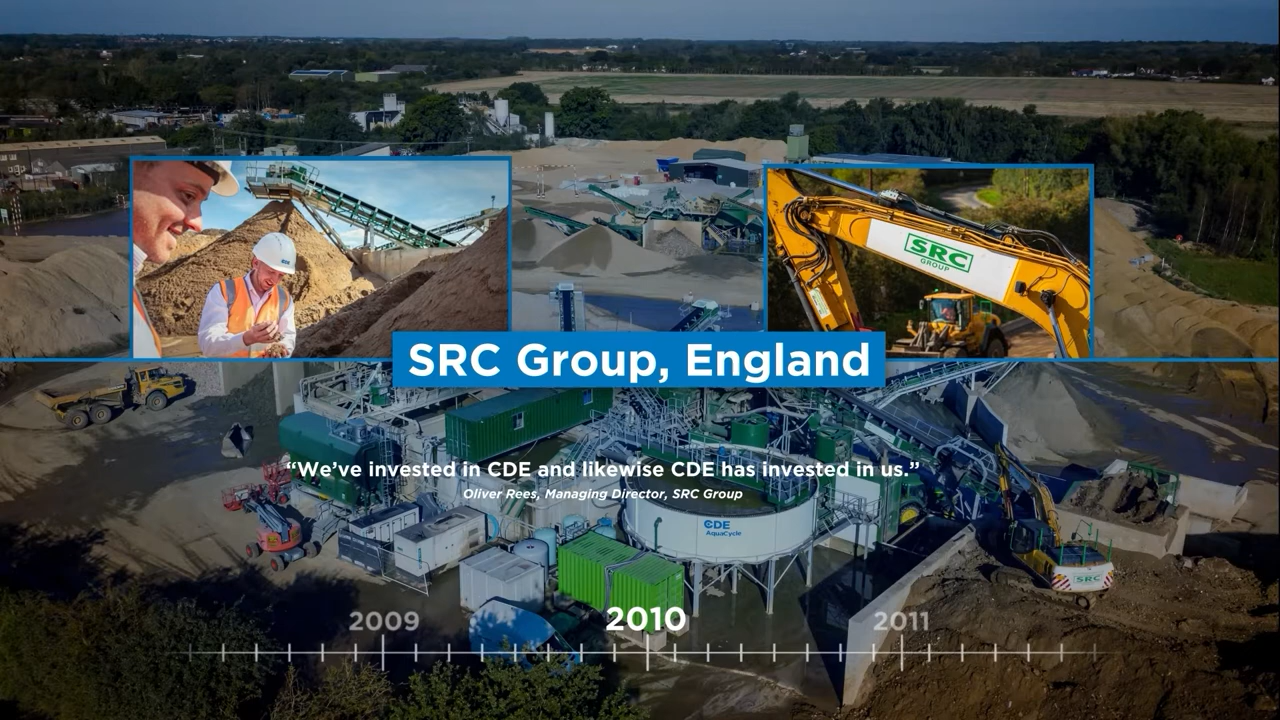 CDE
SRC
GROUP
SRC Group, England
“We’ve invested in CDE and likewise CDE has invested in us.”
Oliver Rees, Managing Director, SRC Group
CDE
AquaCycle
SRC
2009
2010
2011